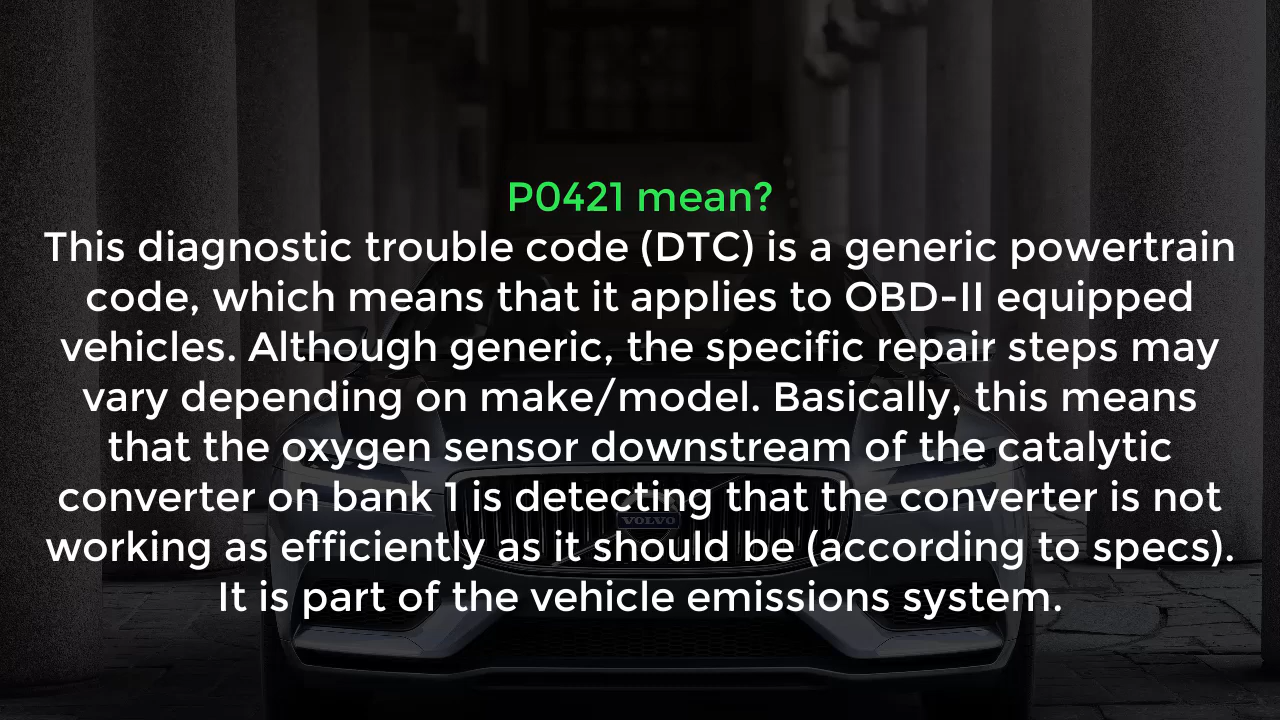 P0421 mean?
This diagnostic trouble code (DTC) is a generic powertrain
code, which means that it applies to OBD-II equipped
vehicles. Although generic, the specific repair steps may
vary depending on make/model. Basically, this means
that the oxygen sensor downstream of the catalytic
converter on bank 1 is detecting that the converter is not
working as efficiently as it should be (according to specs).
It is part of the vehicle emissions system.
VOLVO